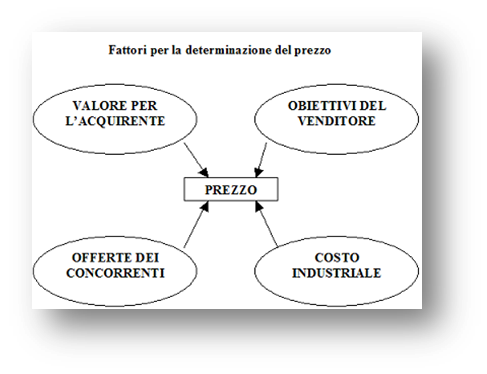 Fattori per la determinazione del prezzo
VALORE PER
L'ACQUIRENTE
OBIETTIVI DEL
VENDITORE
PREZZO
OFFERTE DEI
CONCORRENTI
COSTO
INDUSTRIALE